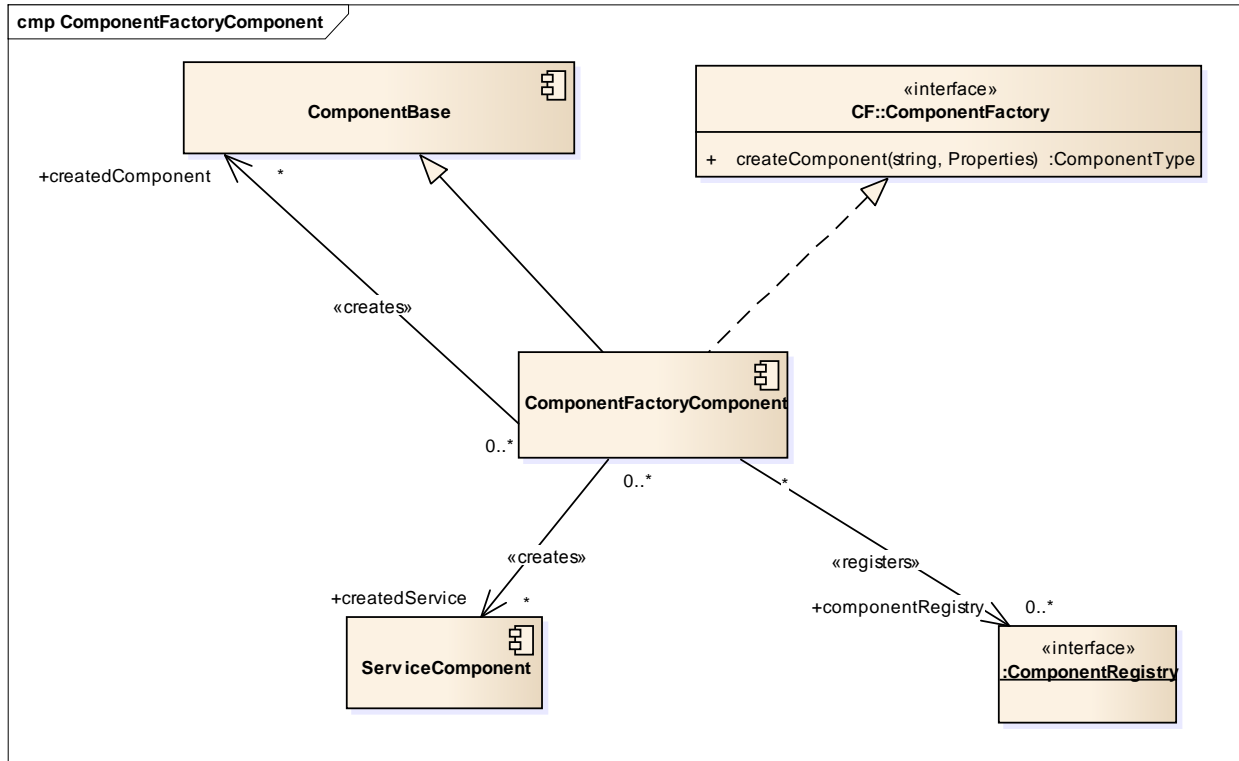 cmp ComponentFactoryComponent
ComponentBase
«interface»
CF::ComponentFactory
+ createComponent(string, Properties) :ComponentType
+createdComponent
*
«creates»
ComponentFactoryComponent
0..*
0..*
*
«creates»
«registers»
+createdService
*
+componentRegistry
0..*
ServiceComponent
«interface»
:ComponentRegistry